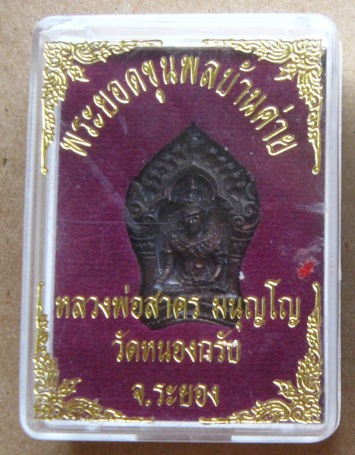 พระยอดขุนพลบ้านค่าย
หลวงพ่อสาคร มนุญโญ
วัดหนองกรับ
จ.ระยอง